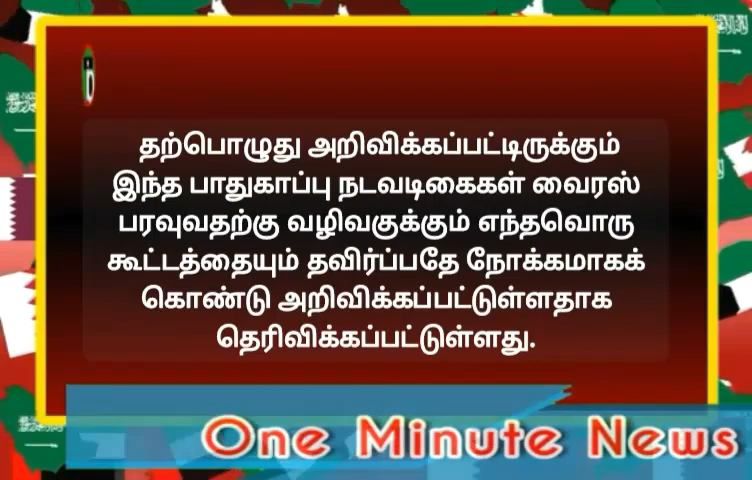 தற்பொழுது அறிவிக்கப்பட்டிருக்கும்
இந்த பாதுகாப்பு நடவடிகைகள் வைரஸ்
பரவுவதற்கு வழிவகுக்கும் எந்தவொரு
கூட்டத்தையும் தவிர்ப்பதே நோக்கமாகக்
கொண்டு அறிவிக்கப்பட்டுள்ளதாக
தெரிவிக்கப்பட்டுள்ளது.
One Minute News